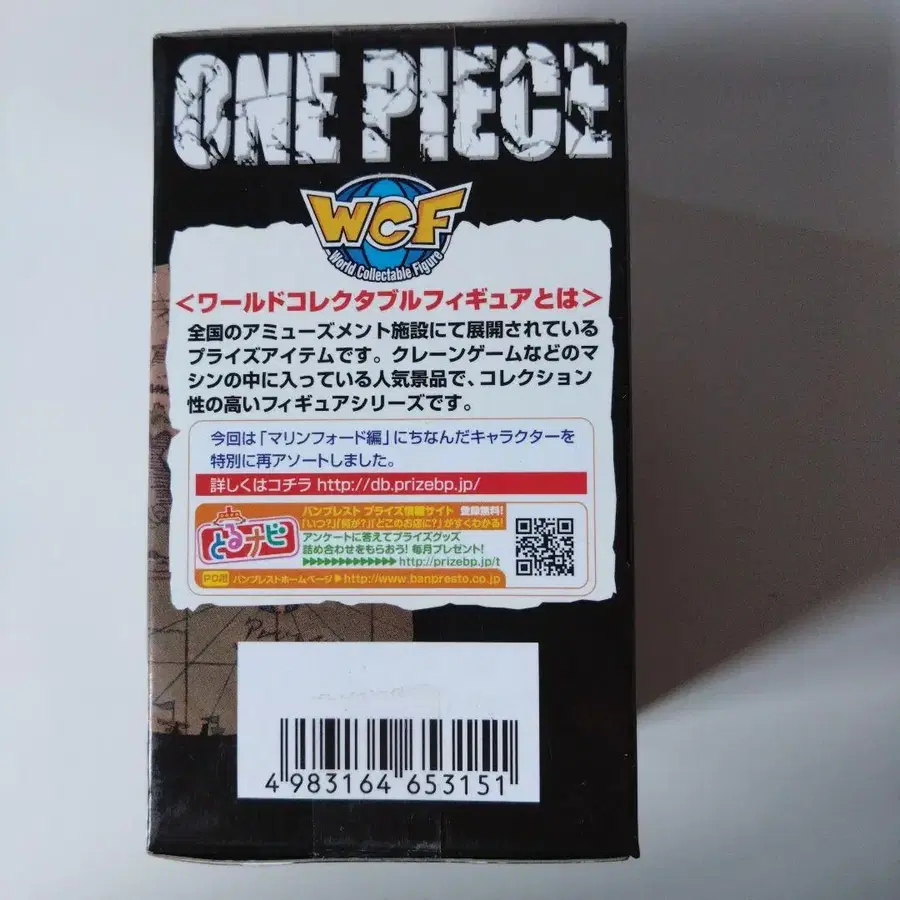 ONE PIECE
WCF
World Collectable Figure
＜ワールドコレクタブルフィギュアとは＞
全国のアミューズメント施設にて展開されている
プライズアイテムです。クレーンゲームなどのマ
シンの中に入っている人気景品で、コレクション
性の高いフィギュアシリーズです。
今回は「マリンフォード編」にちなんだキャラクターを
特別に再アソートしました。
詳しくはコチラ http://db.prizebp.jp/
とるナビ
バンプレスト プライズ情報サイト 登録無料!
「いつ?」「何が?」「どこのお店に?」がすぐわかる!
アンケートに答えてプライズグッズ
詰め合わせをもらおう! 毎月プレゼント!
▶▶▶▶▶▶▶▶▶▶▶▶http://prizebp.jp/t
バンプレストホームページ▶http://www.banpresto.co.jp
4 983164 653151